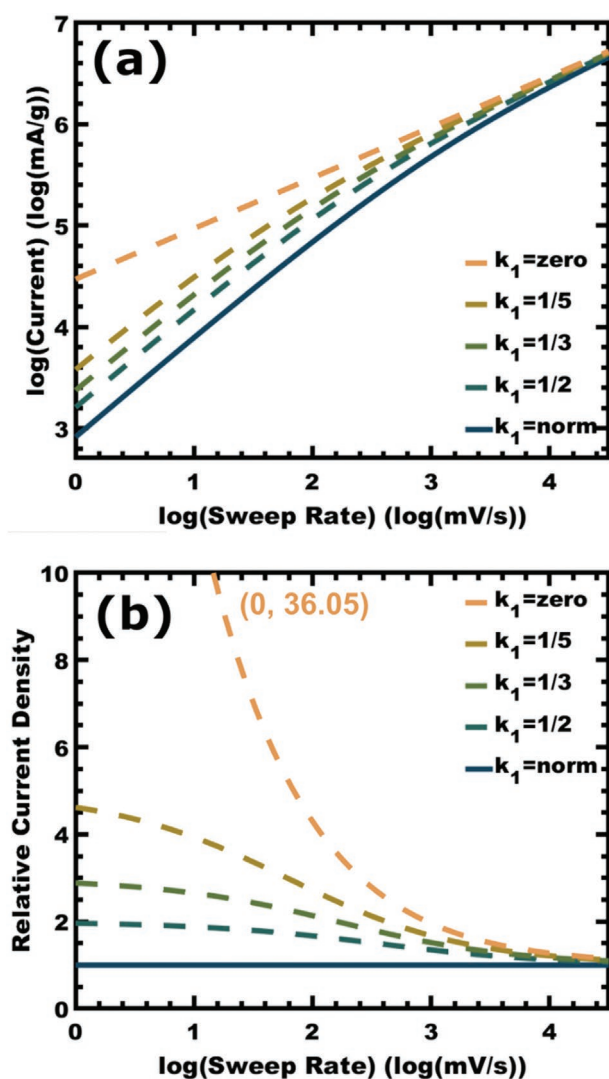 (a)
7
6
5
4
3
log(Current) (log(mA/g))
k1=zero
k1=1/5
k1=1/3
k1=1/2
k1=norm
0 1 2 3 4
log(Sweep Rate) (log(mV/s))
(b)
(0, 36.05)
10
8
6
4
2
0
Relative Current Density
k1=zero
k1=1/5
k1=1/3
k1=1/2
k1=norm
0 1 2 3 4
log(Sweep Rate) (log(mV/s))